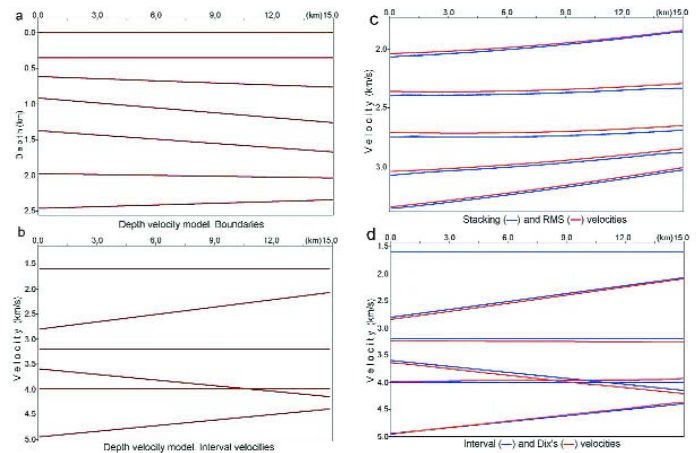 a
0,0 3,0 6,0 9,0 12,0 (km) 15,0
0.0
0.5
1.0
1.5
2.0
2.5
Depth (km)
Depth velocity model. Boundaries
b
0,0 3,0 6,0 9,0 12,0 (km) 15,0
1.5
2.0
2.5
3.0
3.5
4.0
4.5
5.0
Velocity (km/s)
Depth velocity model. Interval velocities
c
0,0 3,0 6,0 9,0 12,0 (km) 15,0
2.0
3.0
Velocity (km/s)
Stacking (—) and RMS (—) velocities
d
0,0 3,0 6,0 9,0 12,0 (km) 15,0
1.5
2.0
2.5
3.0
3.5
4.0
4.5
5.0
Velocity (km/s)
Interval (—) and Dix's (—) velocities